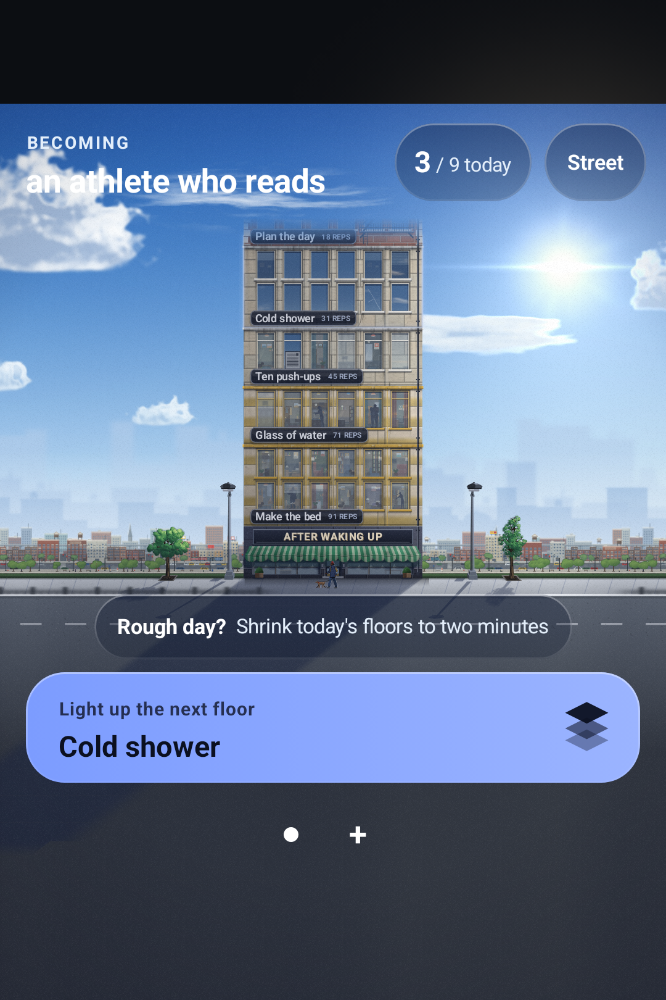 BECOMING
an athlete who reads
3 / 9 today
Street
Plan the day 18 REPS
Cold shower 31 REPS
Ten push-ups 45 REPS
Glass of water 71 REPS
Make the bed 91 REPS
AFTER WAKING UP
Rough day? Shrink today's floors to two minutes
Light up the next floor
Cold shower